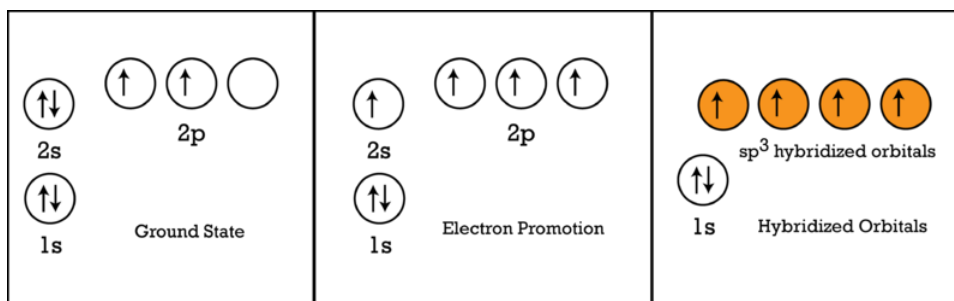 2s
2p
1s
Ground State
2s
2p
1s
Electron Promotion
sp³ hybridized orbitals
1s
Hybridized Orbitals